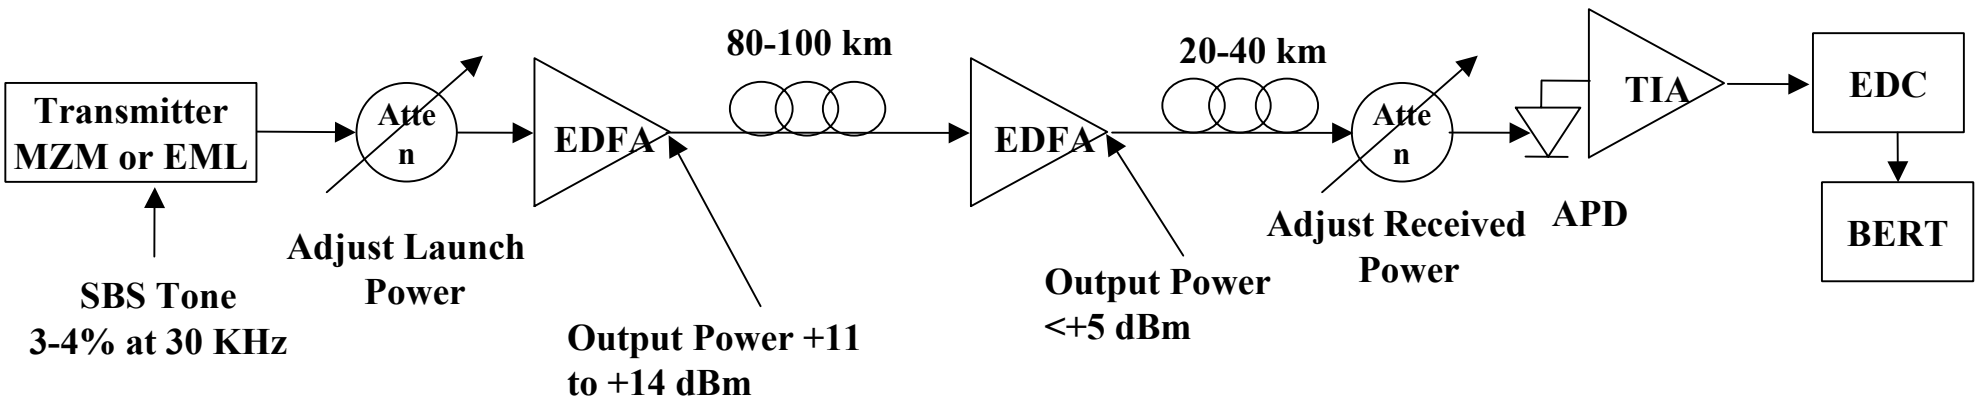 80-100 km
20-40 km
Transmitter
MZM or EML
Atte
n
EDFA
EDFA
Atte
n
TIA
EDC
BERT
APD
SBS Tone
3-4% at 30 KHz
Adjust Launch
Power
Output Power +11
to +14 dBm
Output Power
<+5 dBm
Adjust Received
Power